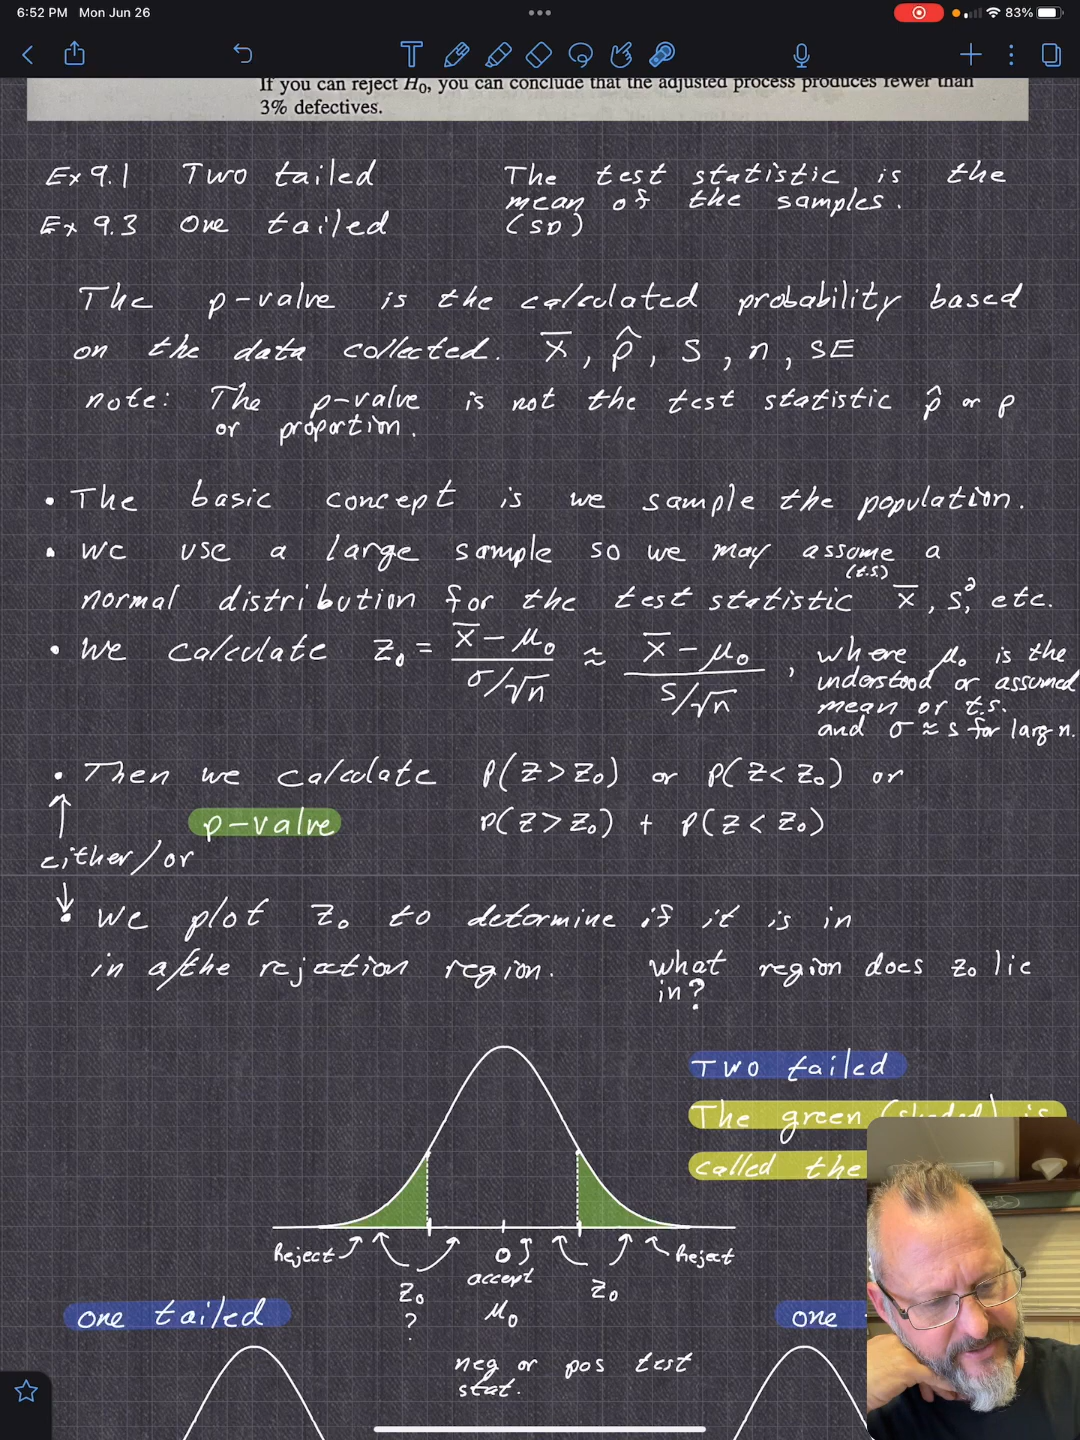 6:52 PM Mon Jun 26
83%
If you can reject H₀, you can conclude that the adjusted process produces fewer than
3% defectives.
Ex 9.1 Two tailed
Ex 9.3 One tailed
The test statistic is the
mean of the samples.
(SD)
The p-value is the calculated probability based
on the data collected. x̄, p̂, s, n, SE
note: The p-value is not the test statistic p̂ or p
or proportion.
• The basic concept is we sample the population.
• We use a large sample so we may assume a
(t.s.)
normal distribution for the test statistic x̄, s², etc.
• We calculate z₀ = (x̄ - μ₀)/(σ/√n) ≈ (x̄ - μ₀)/(s/√n), where μ₀ is the
understood or assumed
mean or t.s.
and σ ≈ s for larg n.
• Then we calculate P(Z>Z₀) or P(Z<Z₀) or
p-value P(Z>Z₀) + P(Z<Z₀)
either/or
• We plot Z₀ to determine if it is in
in a/the rejection region.
what region does z₀ lie
in?
Two tailed
The green (shaded) is
called the
Reject
0
accept
Reject
Z₀
?
μ₀
Z₀
one tailed
one
neg or pos test
stat.